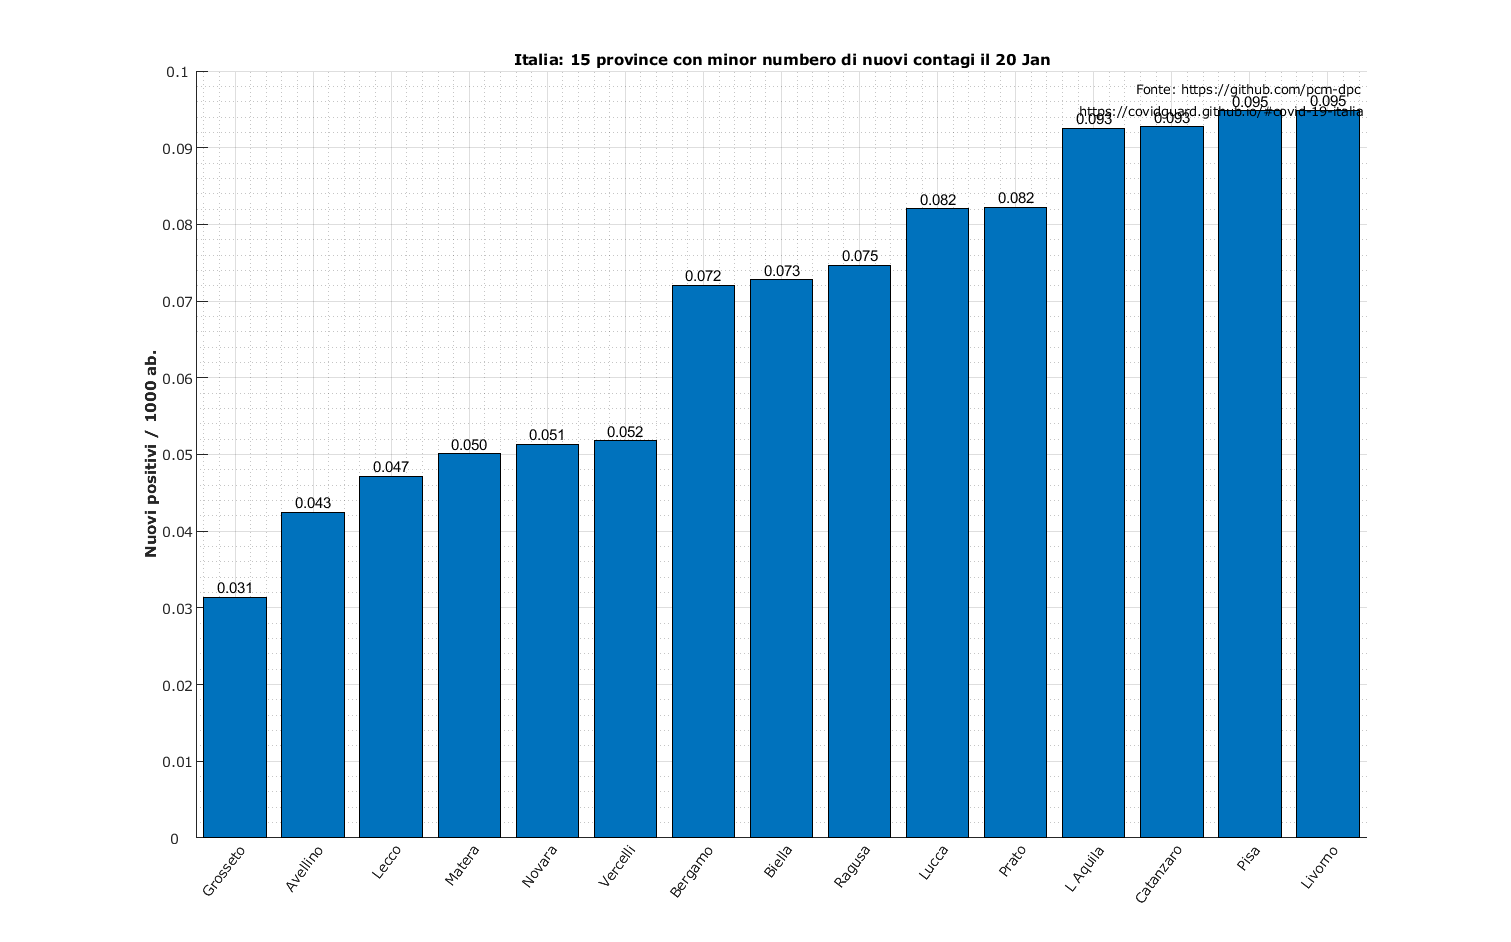 Italia: 15 province con minor numbero di nuovi contagi il 20 Jan
Fonte: https://github.com/pcm-dpc
https://covidguard.github.io/#covid-19-italia
Nuovi positivi / 1000 ab.
0.1
0.09
0.08
0.07
0.06
0.05
0.04
0.03
0.02
0.01
0
0.031
0.043
0.047
0.050
0.051
0.052
0.072
0.073
0.075
0.082
0.082
0.093
0.093
0.095
0.095
Grosseto
Avellino
Lecco
Matera
Novara
Vercelli
Bergamo
Biella
Ragusa
Lucca
Prato
L Aquila
Catanzaro
Pisa
Livorno